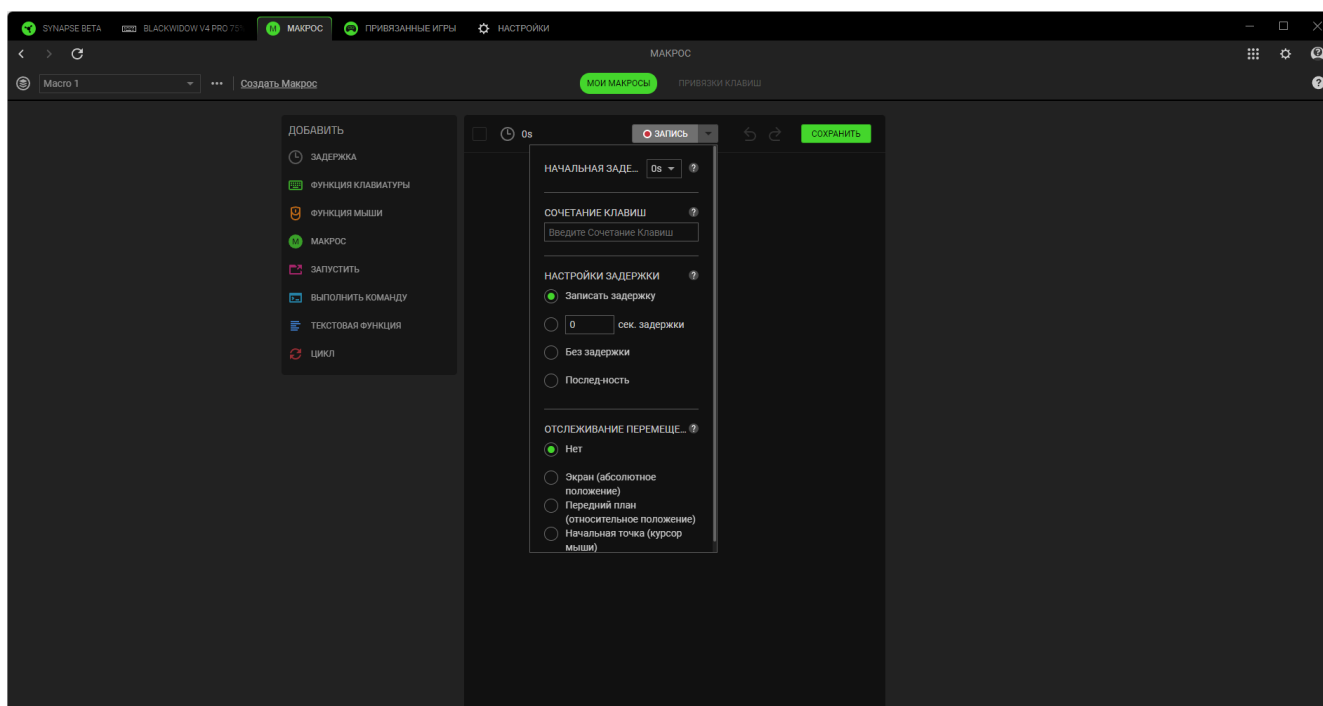 SYNAPSE BETA
BLACKWIDOW V4 PRO 75%
МАКРОС
ПРИВЯЗАННЫЕ ИГРЫ
НАСТРОЙКИ
МАКРОС
Macro 1
Создать Макрос
МОИ МАКРОСЫ
ПРИВЯЗКИ КЛАВИШ
ДОБАВИТЬ
ЗАДЕРЖКА
ФУНКЦИЯ КЛАВИАТУРЫ
ФУНКЦИЯ МЫШИ
M МАКРОС
ЗАПУСТИТЬ
ВЫПОЛНИТЬ КОМАНДУ
ТЕКСТОВАЯ ФУНКЦИЯ
ЦИКЛ
0s
ЗАПИСЬ
СОХРАНИТЬ
НАЧАЛЬНАЯ ЗАДЕ... 0s ?
СОЧЕТАНИЕ КЛАВИШ ?
Введите Сочетание Клавиш
НАСТРОЙКИ ЗАДЕРЖКИ ?
Записать задержку
0 сек. задержки
Без задержки
Послед-ность
ОТСЛЕЖИВАНИЕ ПЕРЕМЕЩЕ... ?
Нет
Экран (абсолютное
положение)
Передний план
(относительное положение)
Начальная точка (курсор
мыши)